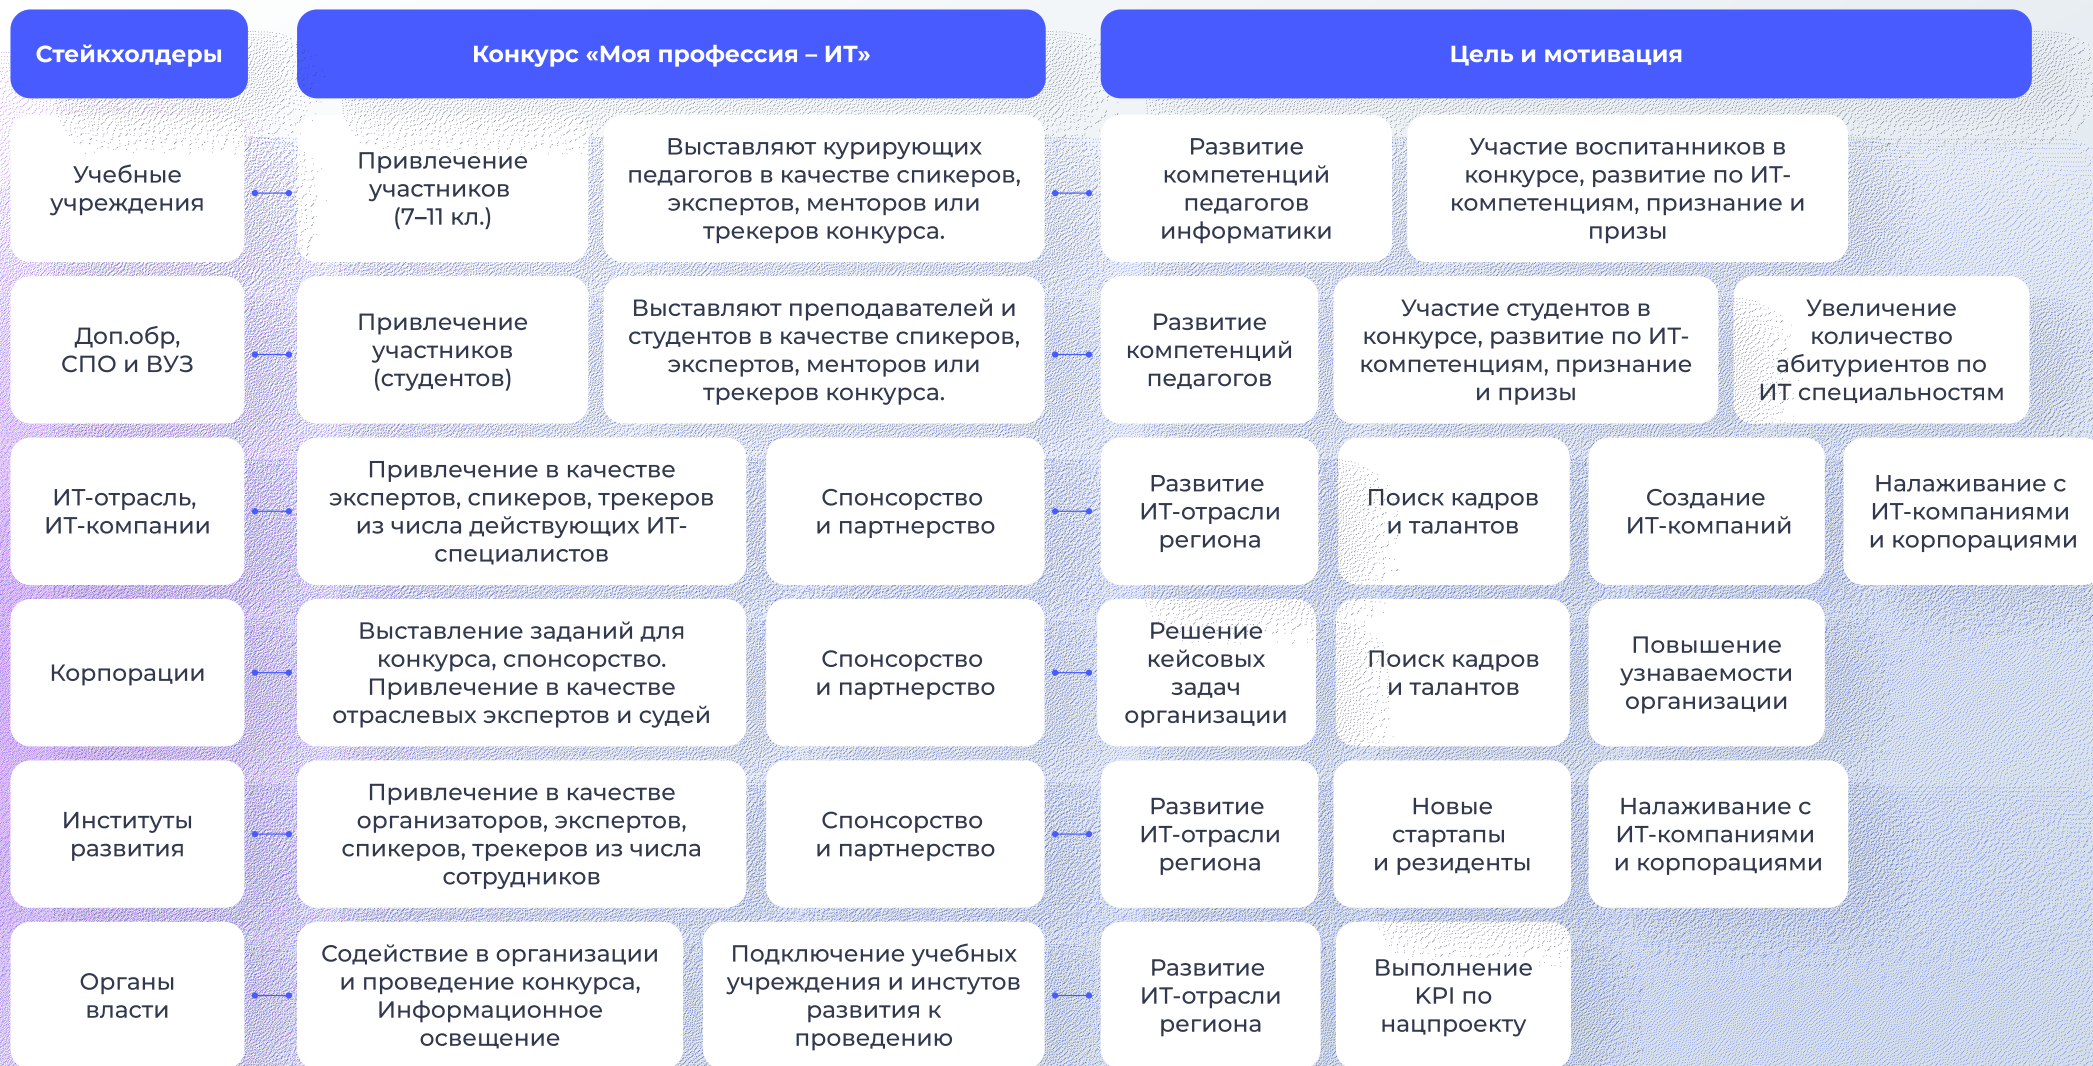 Стейкхолдеры
Конкурс «Моя профессия – ИТ»
Цель и мотивация
Учебные
учреждения
Привлечение
участников
(7–11 кл.)
Выставляют курирующих
педагогов в качестве спикеров,
экспертов, менторов или
трекеров конкурса.
Развитие
компетенций
педагогов
информатики
Участие воспитанников в
конкурсе, развитие по ИТ-
компетенциям, признание и
призы
Доп.обр,
СПО и ВУЗ
Привлечение
участников
(студентов)
Выставляют преподавателей и
студентов в качестве спикеров,
экспертов, менторов или
трекеров конкурса.
Развитие
компетенций
педагогов
Участие студентов в
конкурсе, развитие по ИТ-
компетенциям, признание
и призы
Увеличение
количество
абитуриентов по
ИТ специальностям
ИТ-отрасль,
ИТ-компании
Привлечение в качестве
экспертов, спикеров, трекеров
из числа действующих ИТ-
специалистов
Спонсорство
и партнерство
Развитие
ИТ-отрасли
региона
Поиск кадров
и талантов
Создание
ИТ-компаний
Налаживание с
ИТ-компаниями
и корпорациями
Корпорации
Выставление заданий для
конкурса, спонсорство.
Привлечение в качестве
отраслевых экспертов и судей
Спонсорство
и партнерство
Решение
кейсовых
задач
организации
Поиск кадров
и талантов
Повышение
узнаваемости
организации
Институты
развития
Привлечение в качестве
организаторов, экспертов,
спикеров, трекеров из числа
сотрудников
Спонсорство
и партнерство
Развитие
ИТ-отрасли
региона
Новые
стартапы
и резиденты
Налаживание с
ИТ-компаниями
и корпорациями
Органы
власти
Содействие в организации
и проведение конкурса,
Информационное
освещение
Подключение учебных
учреждения и инстутов
развития к
проведению
Развитие
ИТ-отрасли
региона
Выполнение
KPI по
нацпроекту